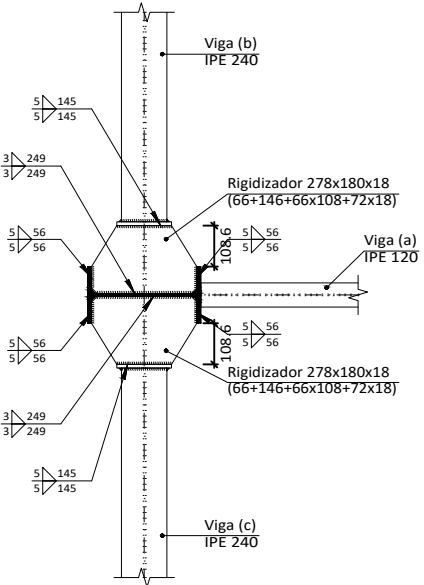 Viga (b)
IPE 240
5 145
5 145
3 249
3 249
Rigidizador 278x180x18
(66+146+66x108+72x18)
5 56
5 56
108.6
5 56
5 56
Viga (a)
IPE 120
5 56
5 56
5 56
5 56
108.6
Rigidizador 278x180x18
(66+146+66x108+72x18)
3 249
3 249
5 145
5 145
Viga (c)
IPE 240